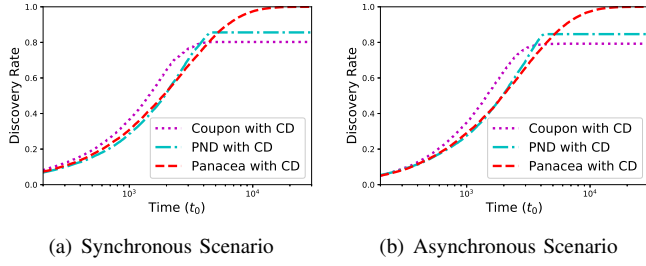 1.0
0.8
0.6
0.4
0.2
0.0
Discovery Rate
Coupon with CD
PND with CD
Panacea with CD
10³
10⁴
Time (t₀)
(a) Synchronous Scenario
1.0
0.8
0.6
0.4
0.2
0.0
Discovery Rate
Coupon with CD
PND with CD
Panacea with CD
10³
10⁴
Time (t₀)
(b) Asynchronous Scenario